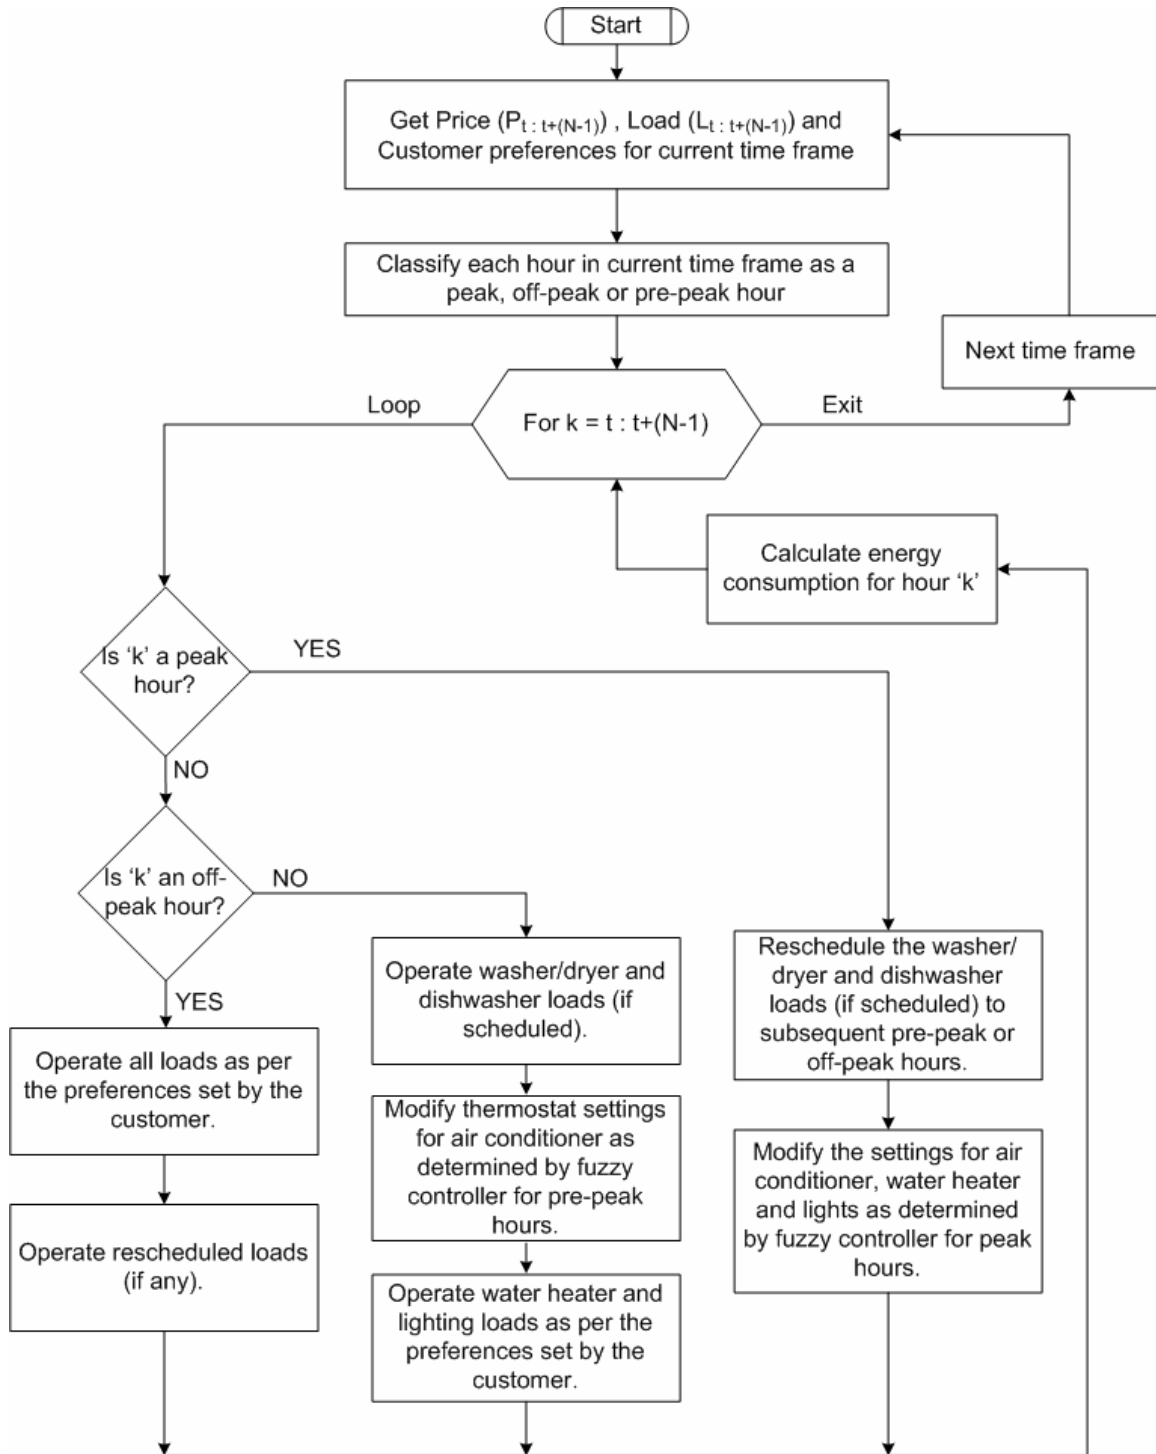 Start
Get Price (Pt : t+(N-1)) , Load (Lt : t+(N-1)) and
Customer preferences for current time frame
Classify each hour in current time frame as a
peak, off-peak or pre-peak hour
Next time frame
Loop
For k = t : t+(N-1)
Exit
Calculate energy
consumption for hour ‘k’
Is ‘k’ a peak
hour?
YES
NO
Is ‘k’ an off-
peak hour?
NO
YES
Operate all loads as per
the preferences set by the
customer.
Operate rescheduled loads
(if any).
Operate washer/dryer and
dishwasher loads (if
scheduled).
Modify thermostat settings
for air conditioner as
determined by fuzzy
controller for pre-peak
hours.
Operate water heater and
lighting loads as per the
preferences set by the
customer.
Reschedule the washer/
dryer and dishwasher
loads (if scheduled) to
subsequent pre-peak or
off-peak hours.
Modify the settings for air
conditioner, water heater
and lights as determined
by fuzzy controller for peak
hours.